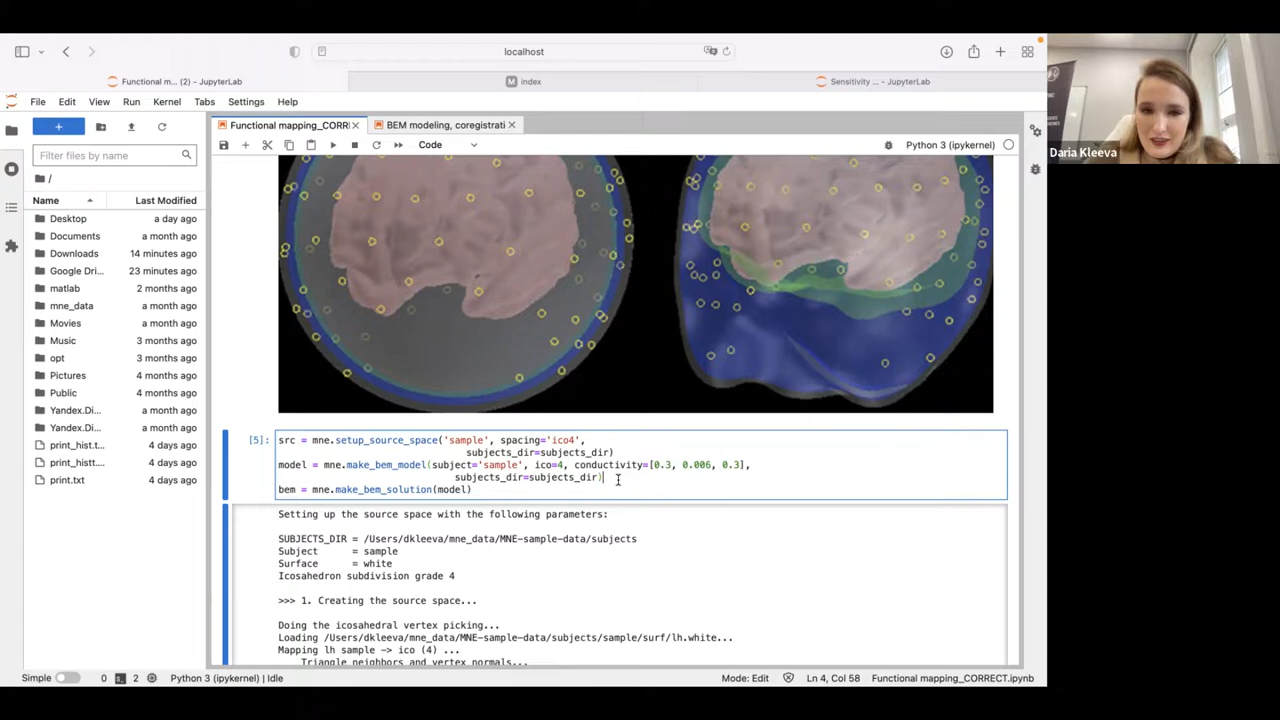 localhost
Functional m... (2) - JupyterLab
index
Sensitivity ... - JupyterLab
File Edit View Run Kernel Tabs Settings Help
Functional mapping_CORR
BEM modeling, coregistrati
Code
Python 3 (ipykernel)
Daria Kleeva
Filter files by name
/
Name Last Modified
Desktop a day ago
Documents a month ago
Downloads 14 minutes ago
Google Dri... 23 minutes ago
matlab 2 months ago
mne_data a month ago
Movies a month ago
Music 3 months ago
opt a month ago
Pictures 4 months ago
Public 4 months ago
Yandex.Di... a month ago
Yandex.Di... a month ago
print_hist.t... 4 days ago
print_histt.... 4 days ago
print.txt 4 days ago
[5]: src = mne.setup_source_space('sample', spacing='ico4',
subjects_dir=subjects_dir)
model = mne.make_bem_model(subject='sample', ico=4, conductivity=[0.3, 0.006, 0.3],
subjects_dir=subjects_dir)
bem = mne.make_bem_solution(model)
Setting up the source space with the following parameters:
SUBJECTS_DIR = /Users/dkleeva/mne_data/MNE-sample-data/subjects
Subject = sample
Surface = white
Icosahedron subdivision grade 4
>>> 1. Creating the source space...
Doing the icosahedral vertex picking...
Loading /Users/dkleeva/mne_data/MNE-sample-data/subjects/sample/surf/lh.white...
Mapping lh sample -> ico (4) ...
Triangle neighbors and vertex normals...
Simple 0 2 Python 3 (ipykernel) | Idle Mode: Edit Ln 4, Col 58 Functional mapping_CORRECT.ipynb